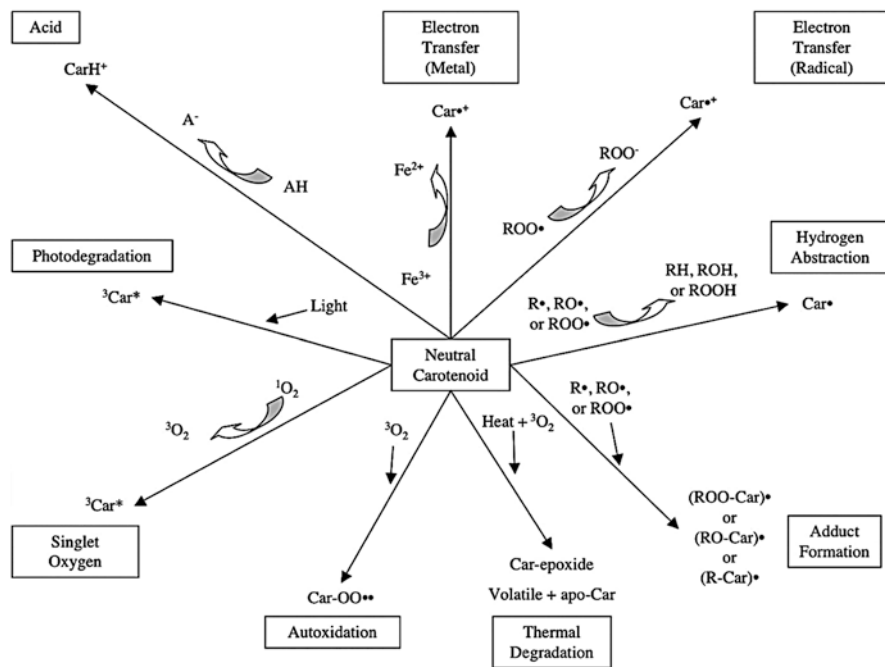 Acid
CarH⁺
A⁻
AH
Electron
Transfer
(Metal)
Car•⁺
Fe²⁺
Fe³⁺
Electron
Transfer
(Radical)
Car•⁺
ROO⁻
ROO•
Photodegradation
³Car*
Light
Hydrogen
Abstraction
RH, ROH,
or ROOH
R•, RO•,
or ROO•
Car•
Neutral
Carotenoid
¹O₂
³O₂
³Car*
Singlet
Oxygen
³O₂
Car-OO••
Autoxidation
Heat + ³O₂
Car-epoxide
Volatile + apo-Car
Thermal
Degradation
R•, RO•,
or ROO•
(ROO-Car)•
or
(RO-Car)•
or
(R-Car)•
Adduct
Formation